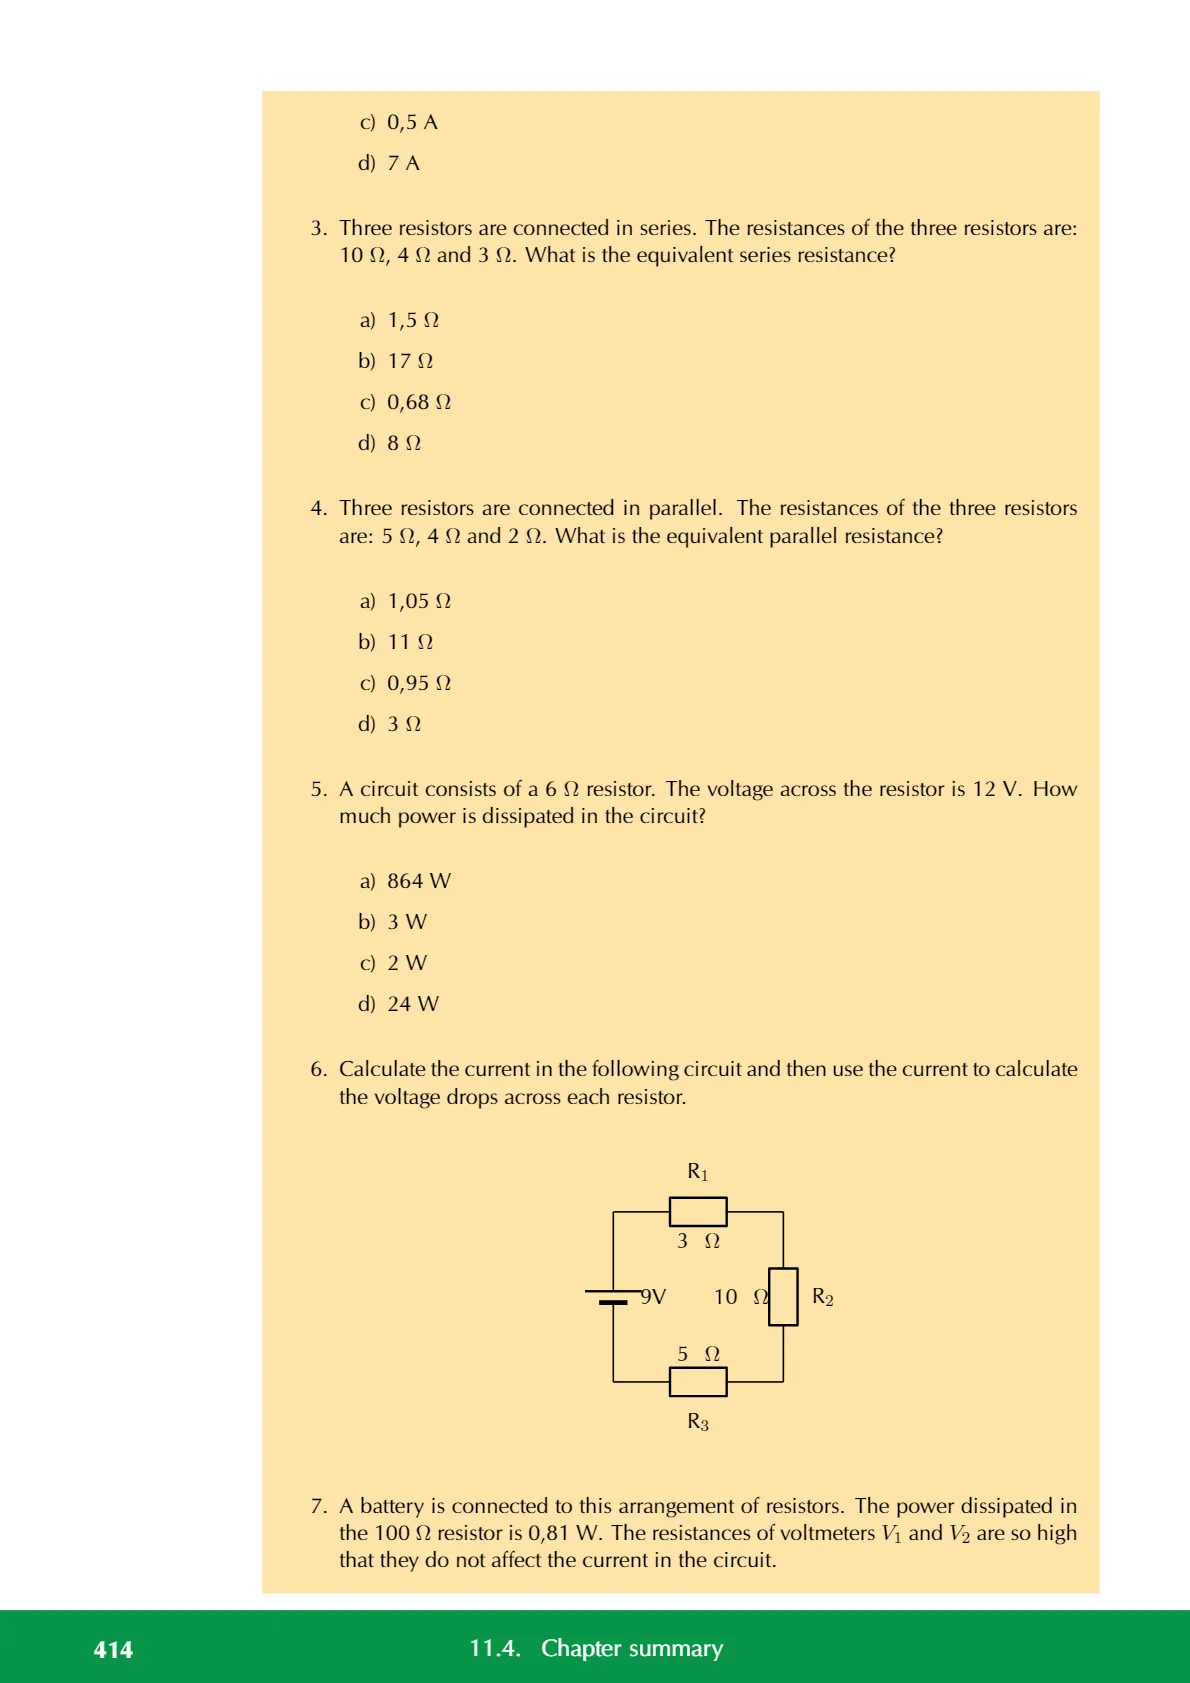 c) 0,5 A
d) 7 A
3. Three resistors are connected in series. The resistances of the three resistors are:
10 Ω, 4 Ω and 3 Ω. What is the equivalent series resistance?
a) 1,5 Ω
b) 17 Ω
c) 0,68 Ω
d) 8 Ω
4. Three resistors are connected in parallel. The resistances of the three resistors
are: 5 Ω, 4 Ω and 2 Ω. What is the equivalent parallel resistance?
a) 1,05 Ω
b) 11 Ω
c) 0,95 Ω
d) 3 Ω
5. A circuit consists of a 6 Ω resistor. The voltage across the resistor is 12 V. How
much power is dissipated in the circuit?
a) 864 W
b) 3 W
c) 2 W
d) 24 W
6. Calculate the current in the following circuit and then use the current to calculate
the voltage drops across each resistor.
R₁
3 Ω
9V 10 Ω R₂
5 Ω
R₃
7. A battery is connected to this arrangement of resistors. The power dissipated in
the 100 Ω resistor is 0,81 W. The resistances of voltmeters V₁ and V₂ are so high
that they do not affect the current in the circuit.
414 11.4. Chapter summary